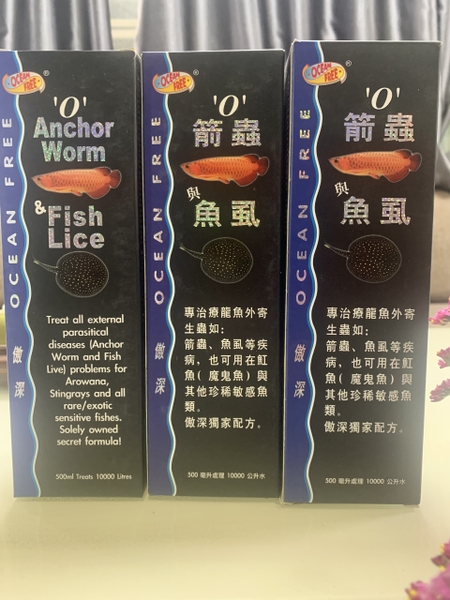 OCEAN FREE
®
'O'
Anchor
Worm
& Fish
Lice
OCEAN FREE
傲深
Treat all external
parasitical
diseases (Anchor
Worm and Fish
Live) problems for
Arowana,
Stingrays and all
rare/exotic
sensitive fishes.
Solely owned
secret formula!
500ml Treats 10000 Litres
OCEAN FREE
®
'O'
箭蟲
與
魚虱
OCEAN FREE
傲深
專治療龍魚外寄
生蟲如:
箭蟲、魚虱等疾
病，也可用在魟
魚(魔鬼魚)與
其他珍稀敏感魚
類。
傲深獨家配方。
500 毫升處理 10000 公升水
OCEAN FREE
®
'O'
箭蟲
與
魚虱
OCEAN FREE
傲深
專治療龍魚外寄
生蟲如:
箭蟲、魚虱等疾
病，也可用在魟
魚(魔鬼魚)與
其他珍稀敏感魚
類。
傲深獨家配方。
500 毫升處理 10000 公升水